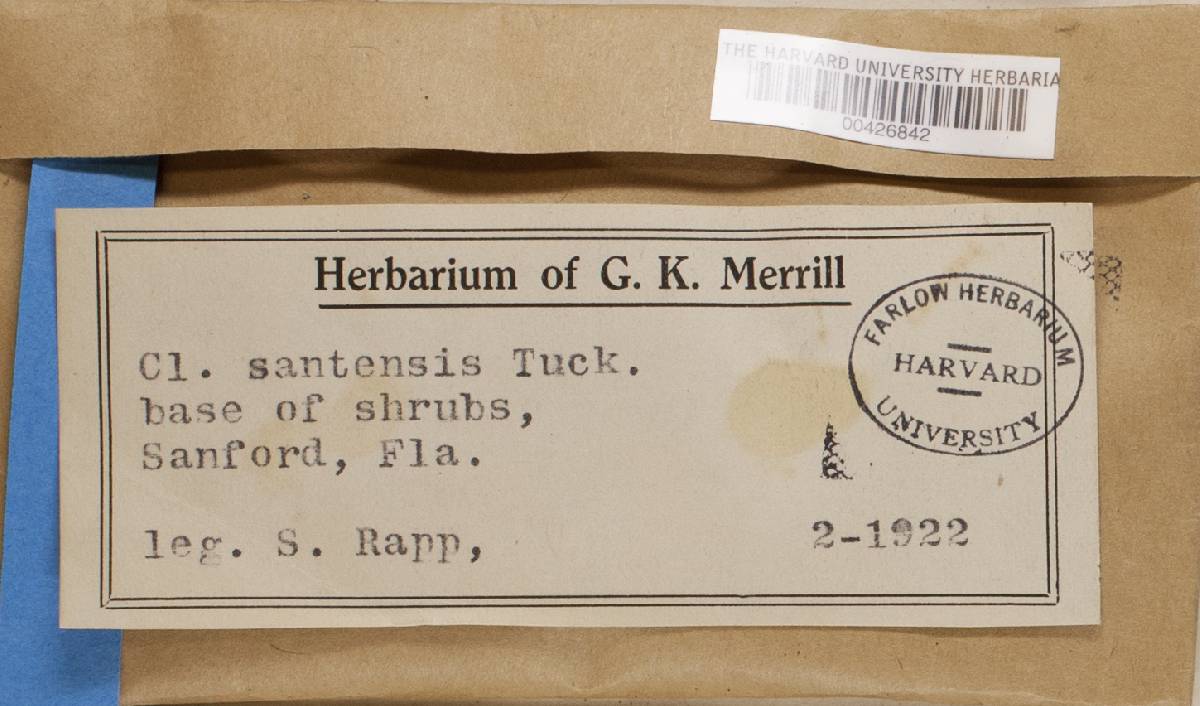 THE HARVARD UNIVERSITY HERBARIA
00426842
Herbarium of G. K. Merrill
Cl. santensis Tuck.
base of shrubs,
Sanford, Fla.
leg. S. Rapp,
2-1922
FARLOW HERBARIUM
HARVARD
UNIVERSITY